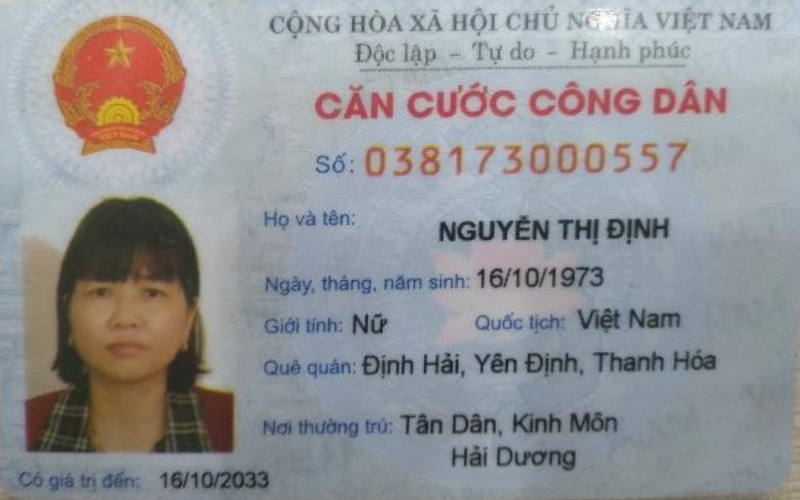 CỘNG HÒA XÃ HỘI CHỦ NGHĨA VIỆT NAM
Độc lập - Tự do - Hạnh phúc
CĂN CƯỚC CÔNG DÂN
Số: 038173000557
Họ và tên: NGUYỄN THỊ ĐỊNH
Ngày, tháng, năm sinh: 16/10/1973
Giới tính: Nữ Quốc tịch: Việt Nam
Quê quán: Định Hải, Yên Định, Thanh Hóa
Nơi thường trú: Tân Dân, Kinh Môn
Hải Dương
Có giá trị đến: 16/10/2033